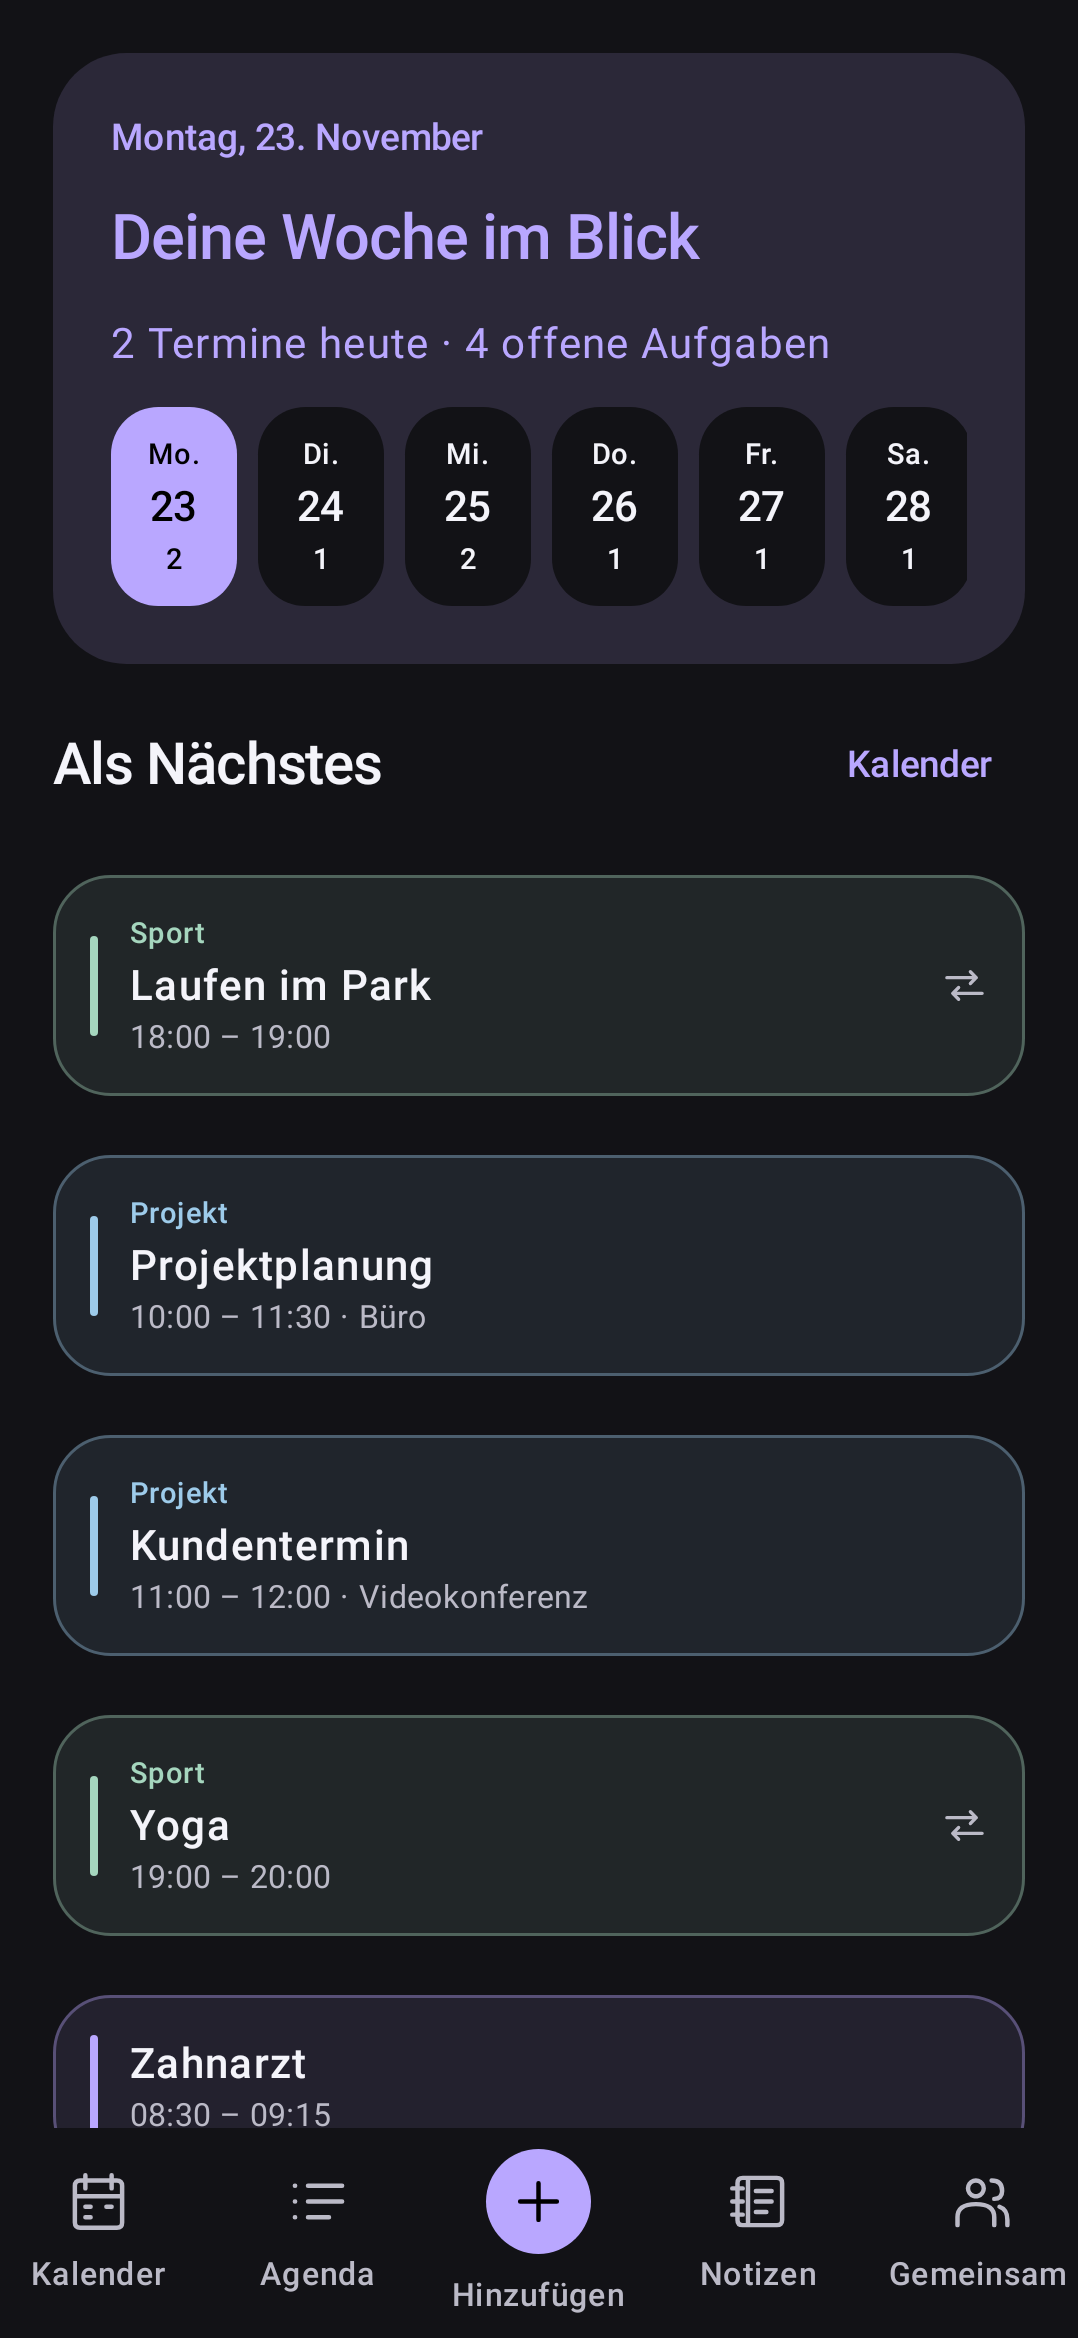 Montag, 23. November
Deine Woche im Blick
2 Termine heute · 4 offene Aufgaben
Mo. Di. Mi. Do. Fr. Sa.
23 24 25 26 27 28
2 1 2 1 1 1
Als Nächstes Kalender
Sport
Laufen im Park
18:00 – 19:00
Projekt
Projektplanung
10:00 – 11:30 · Büro
Projekt
Kundentermin
11:00 – 12:00 · Videokonferenz
Sport
Yoga
19:00 – 20:00
Zahnarzt
08:30 – 09:15
Kalender Agenda Hinzufügen Notizen Gemeinsam